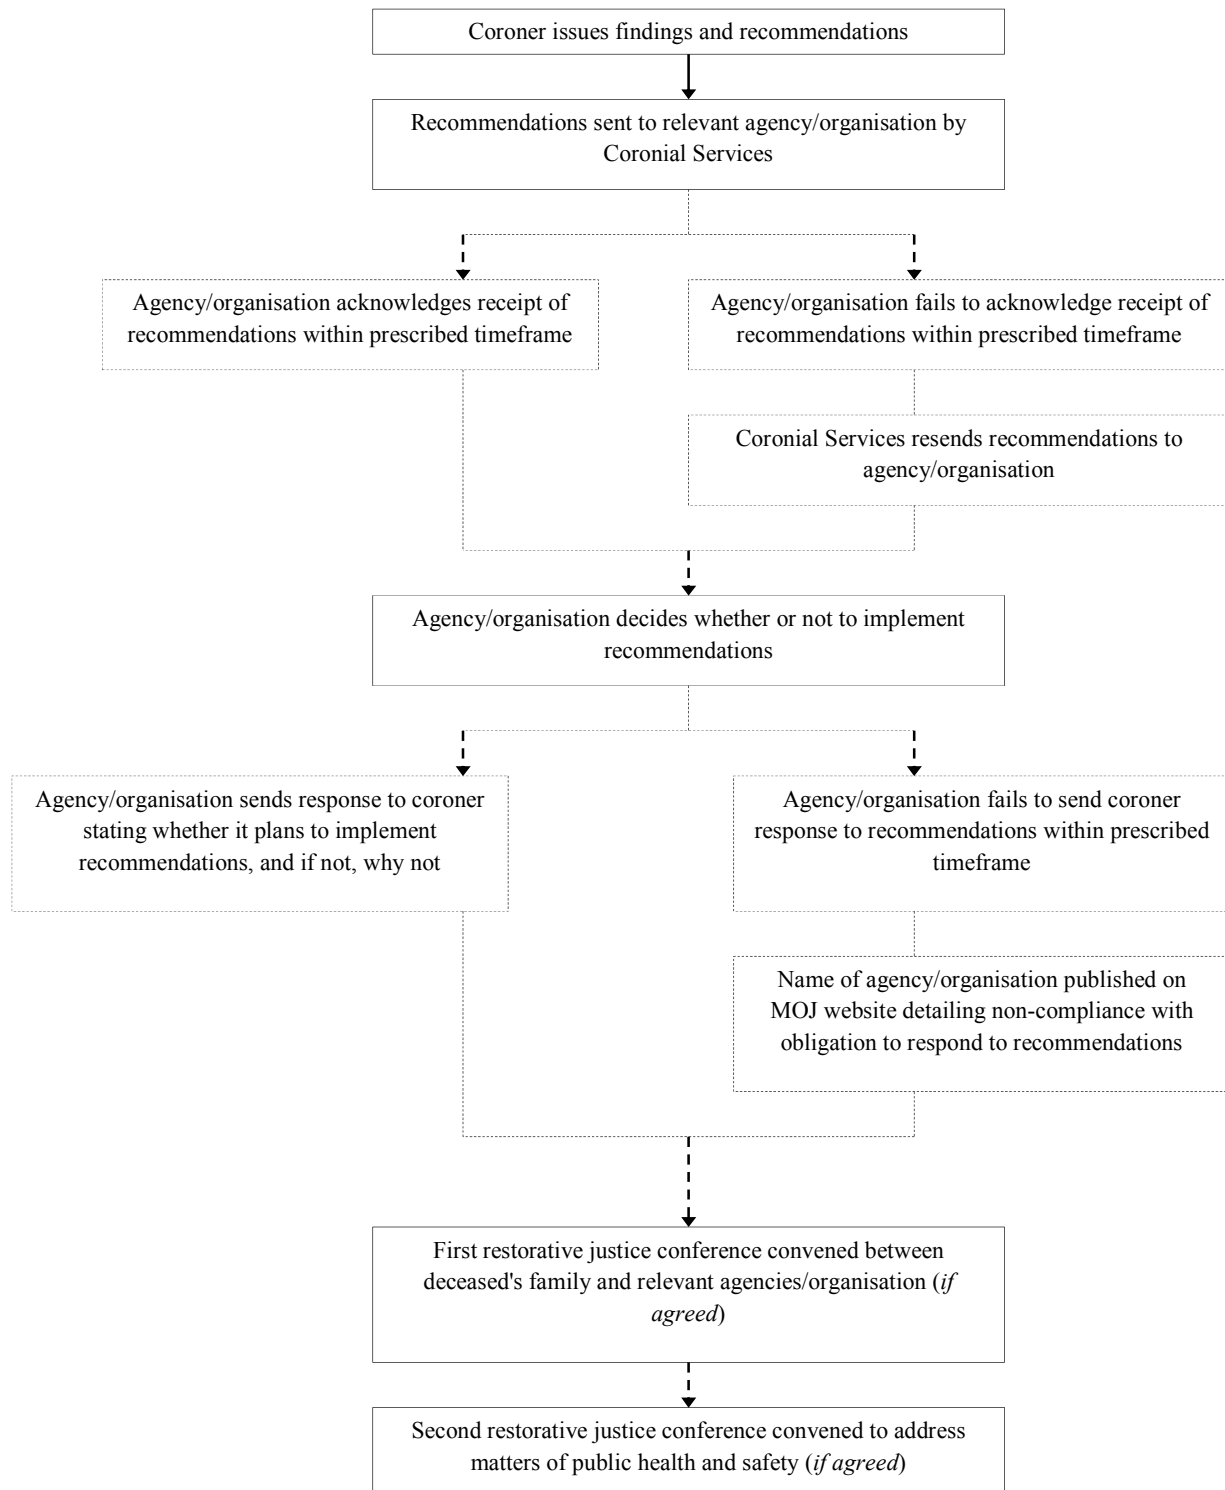 Coroner issues findings and recommendations
Recommendations sent to relevant agency/organisation by
Coronial Services
Agency/organisation acknowledges receipt of
recommendations within prescribed timeframe
Agency/organisation fails to acknowledge receipt of
recommendations within prescribed timeframe
Coronial Services resends recommendations to
agency/organisation
Agency/organisation decides whether or not to implement
recommendations
Agency/organisation sends response to coroner
stating whether it plans to implement
recommendations, and if not, why not
Agency/organisation fails to send coroner
response to recommendations within prescribed
timeframe
Name of agency/organisation published on
MOJ website detailing non-compliance with
obligation to respond to recommendations
First restorative justice conference convened between
deceased's family and relevant agencies/organisation (if
agreed)
Second restorative justice conference convened to address
matters of public health and safety (if agreed)